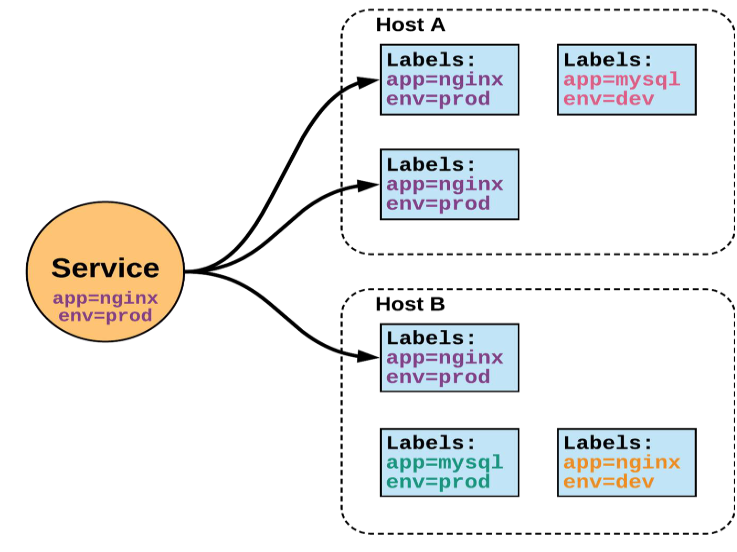 Host A
Labels:
app=nginx
env=prod
Labels:
app=mysql
env=dev
Labels:
app=nginx
env=prod
Service
app=nginx
env=prod
Host B
Labels:
app=nginx
env=prod
Labels:
app=mysql
env=prod
Labels:
app=nginx
env=dev